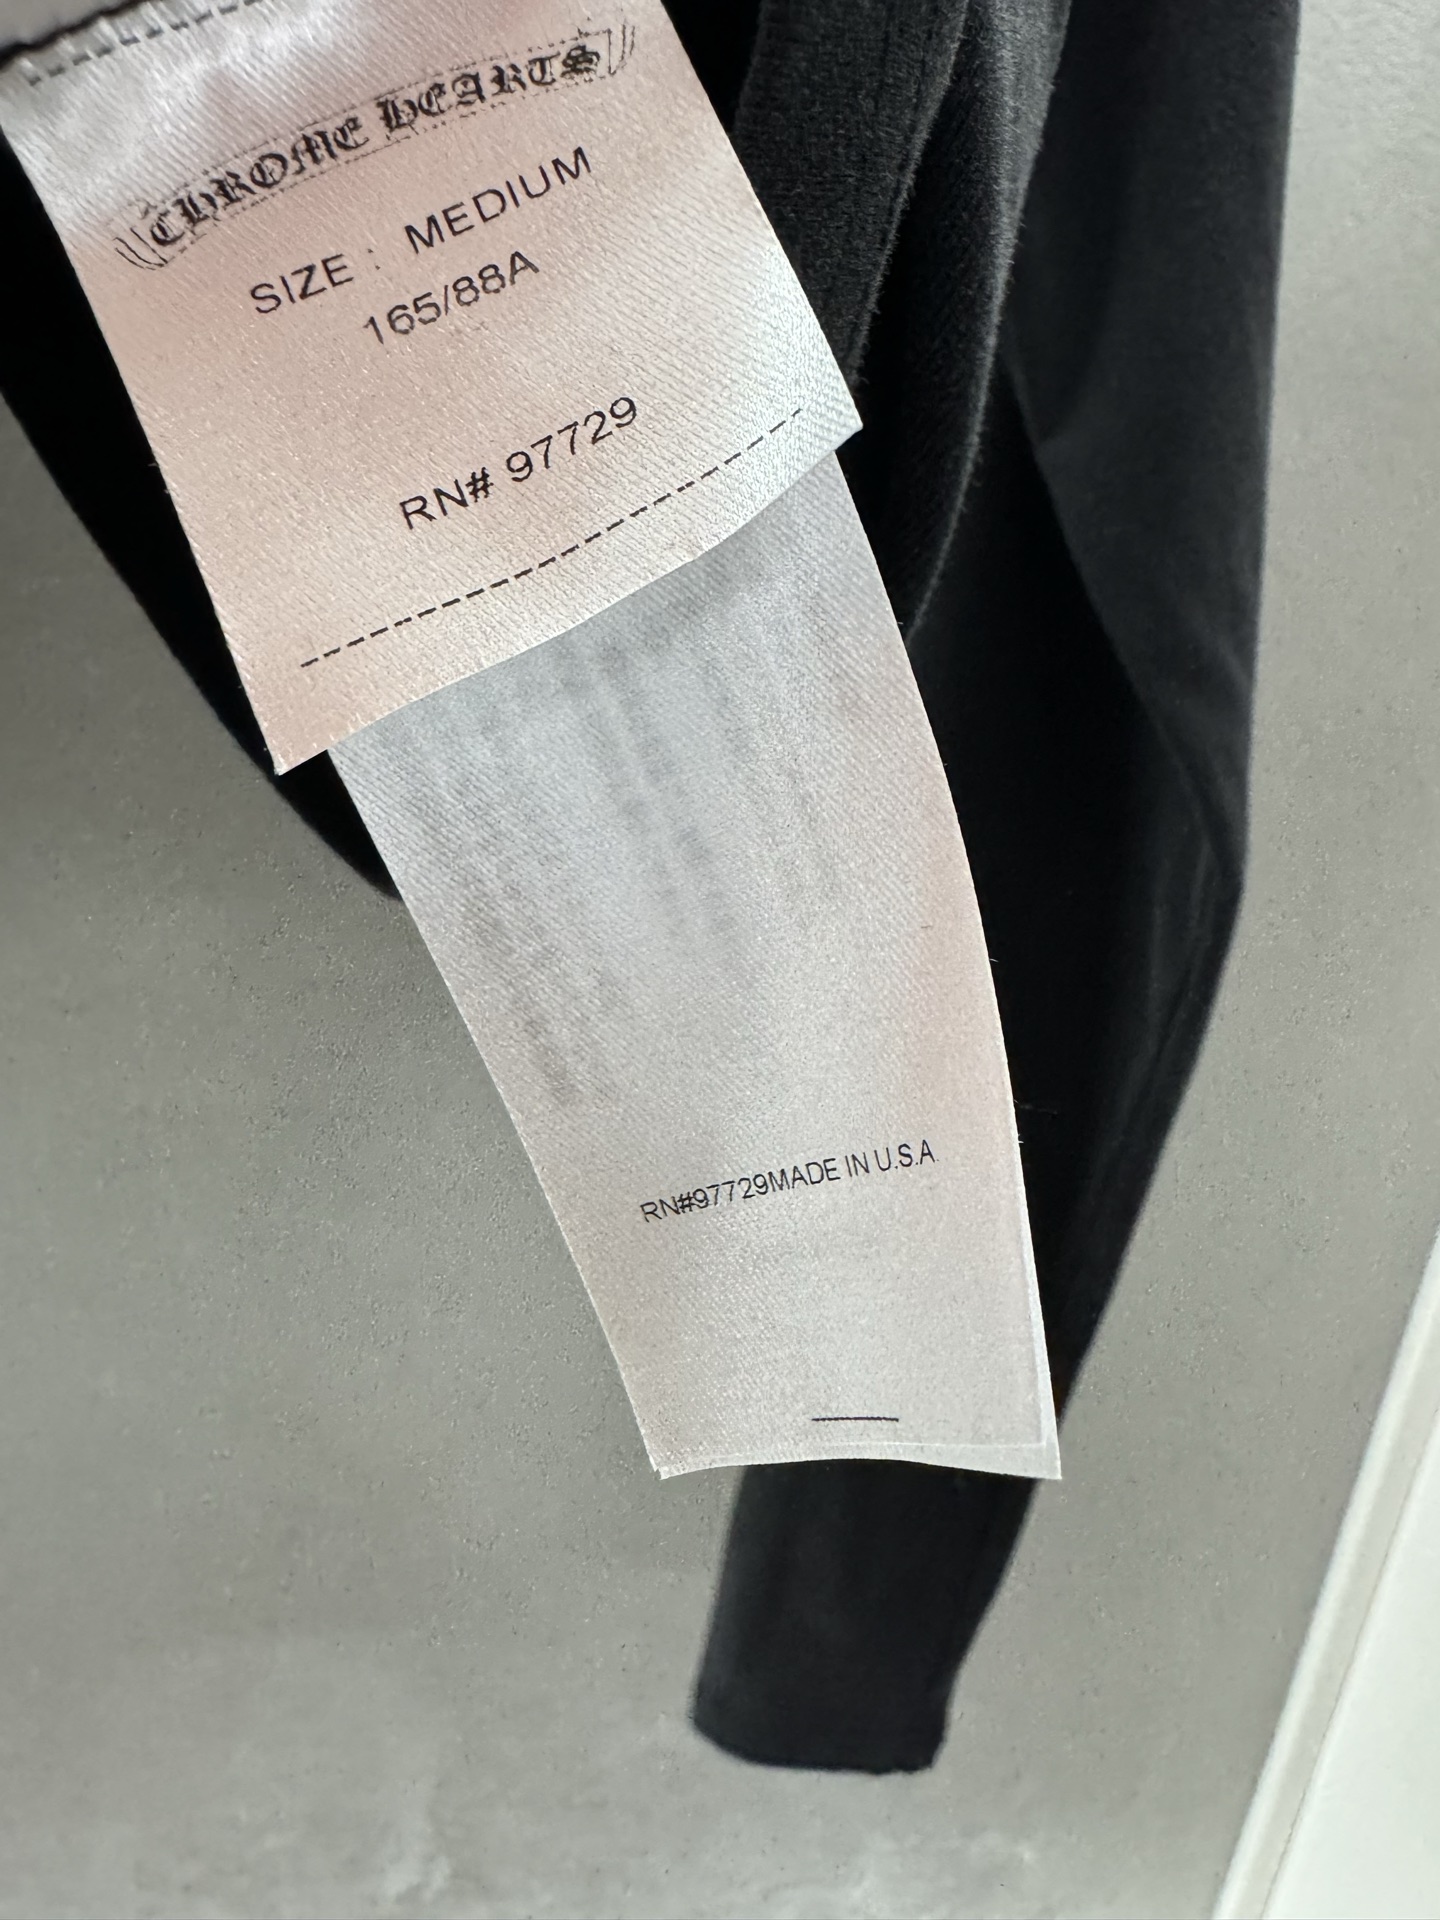 CHROME HEARTS
SIZE : MEDIUM
165/88A
RN# 97729
RN#97729MADE IN U.S.A.